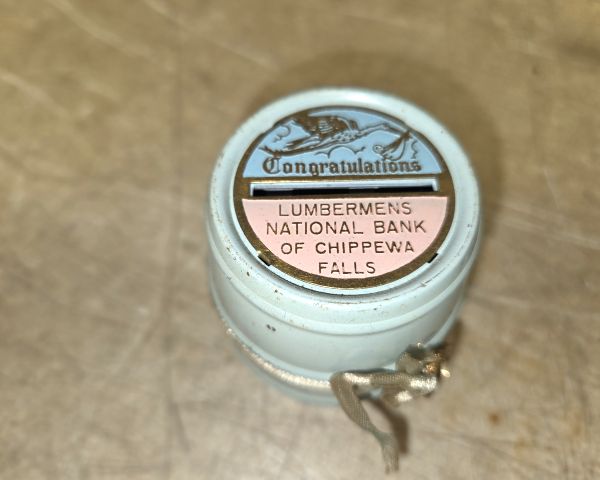 Congratulations
LUMBERMENS
NATIONAL BANK
OF CHIPPEWA
FALLS